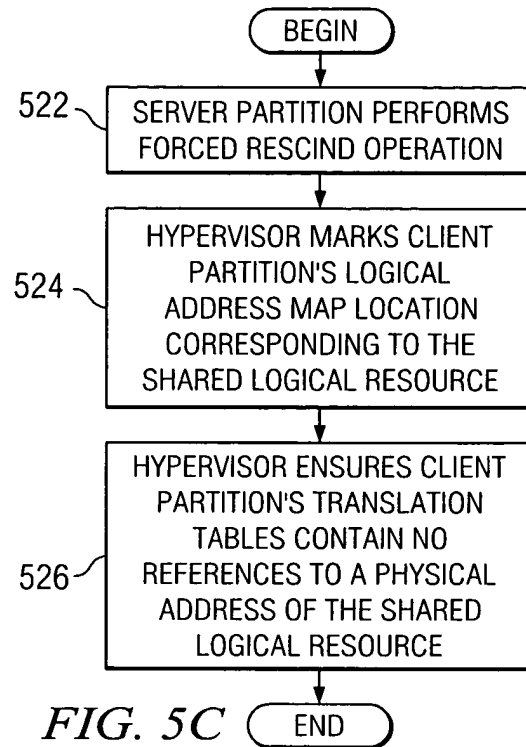 BEGIN
522
SERVER PARTITION PERFORMS
FORCED RESCIND OPERATION
524
HYPERVISOR MARKS CLIENT
PARTITION'S LOGICAL
ADDRESS MAP LOCATION
CORRESPONDING TO THE
SHARED LOGICAL RESOURCE
526
HYPERVISOR ENSURES CLIENT
PARTITION'S TRANSLATION
TABLES CONTAIN NO
REFERENCES TO A PHYSICAL
ADDRESS OF THE SHARED
LOGICAL RESOURCE
FIG. 5C
END